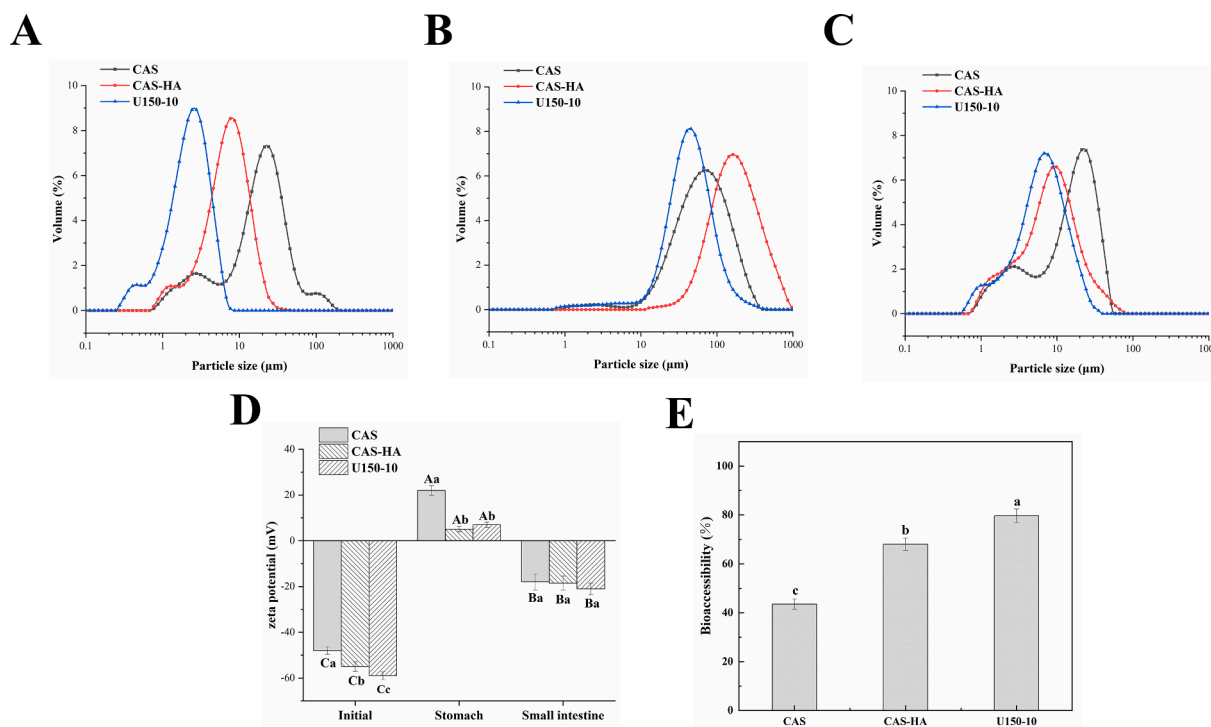 A
CAS
CAS-HA
U150-10
10
8
6
4
2
0
Volume (%)
0.1 1 10 100 1000
Particle size (μm)
B
CAS
CAS-HA
U150-10
10
8
6
4
2
0
Volume (%)
0.1 1 10 100 1000
Particle size (μm)
C
CAS
CAS-HA
U150-10
10
8
6
4
2
0
Volume (%)
0.1 1 10 100 1000
Particle size (μm)
D
CAS
CAS-HA
U150-10
40
20
0
-20
-40
-60
zeta potential (mV)
Aa Ab Ab
Ba Ba Ba
Ca Cb Cc
Initial Stomach Small intestine
E
100
80
60
40
20
0
Bioaccessibility (%)
c b a
CAS CAS-HA U150-10